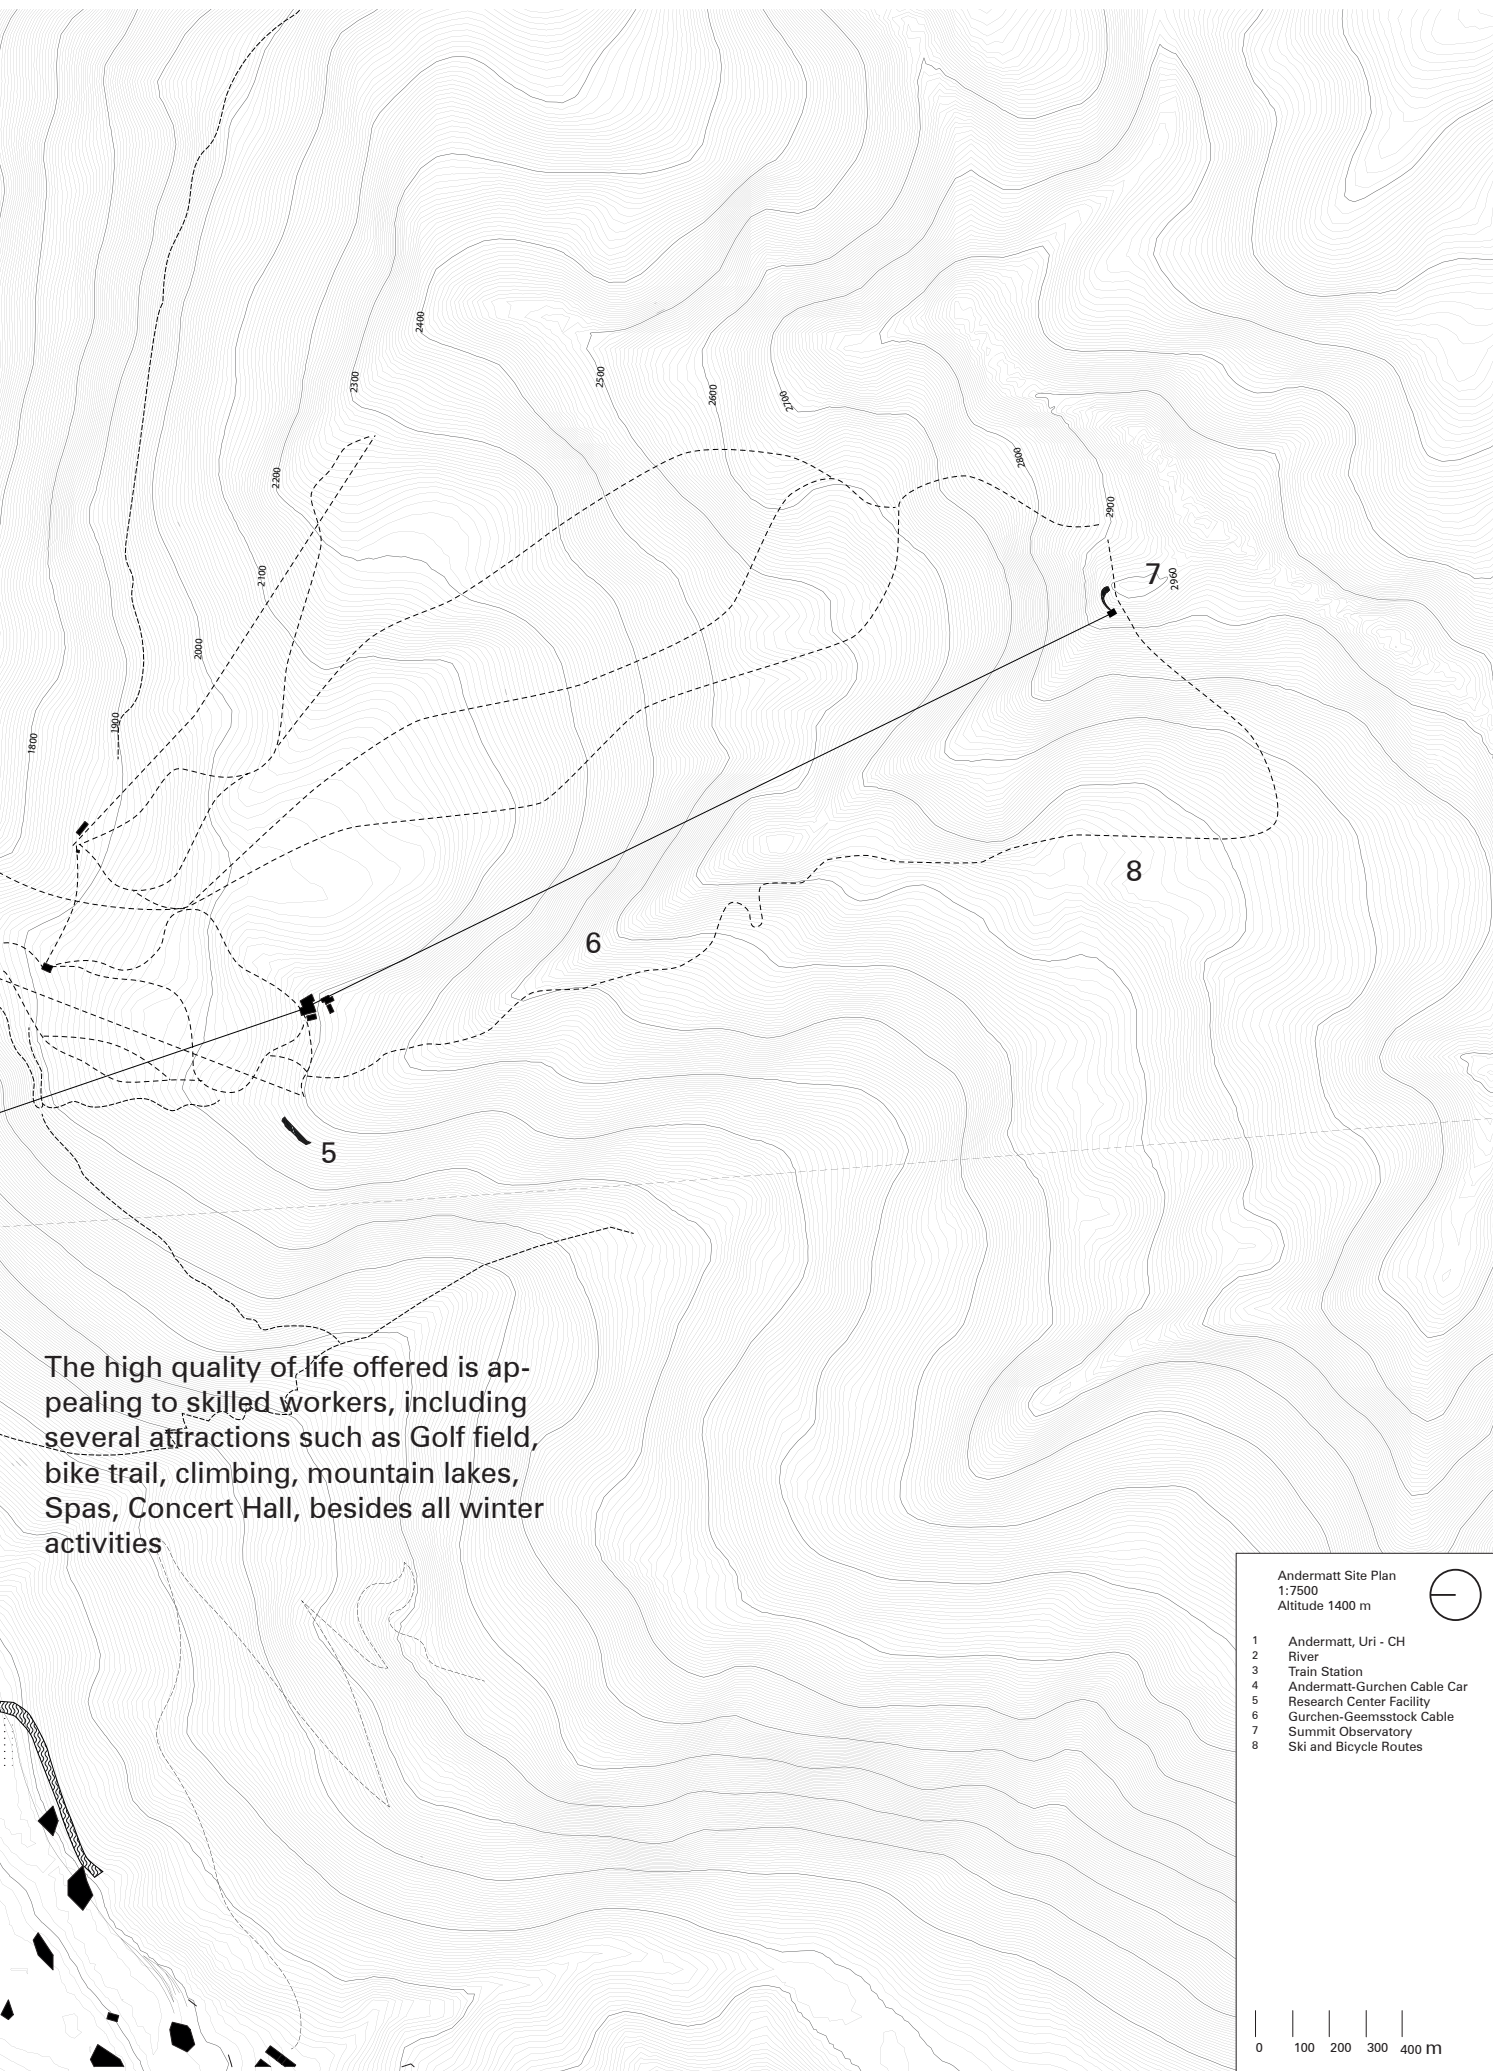 2400
2300
2500
2600
2700
2200
2800
2900
2100
7
2960
2000
1900
1800
8
6
5
The high quality of life offered is ap-
pealing to skilled workers, including
several attractions such as Golf field,
bike trail, climbing, mountain lakes,
Spas, Concert Hall, besides all winter
activities
Andermatt Site Plan
1:7500
Altitude 1400 m
1 Andermatt, Uri - CH
2 River
3 Train Station
4 Andermatt-Gurchen Cable Car
5 Research Center Facility
6 Gurchen-Geemsstock Cable
7 Summit Observatory
8 Ski and Bicycle Routes
0 100 200 300 400 m